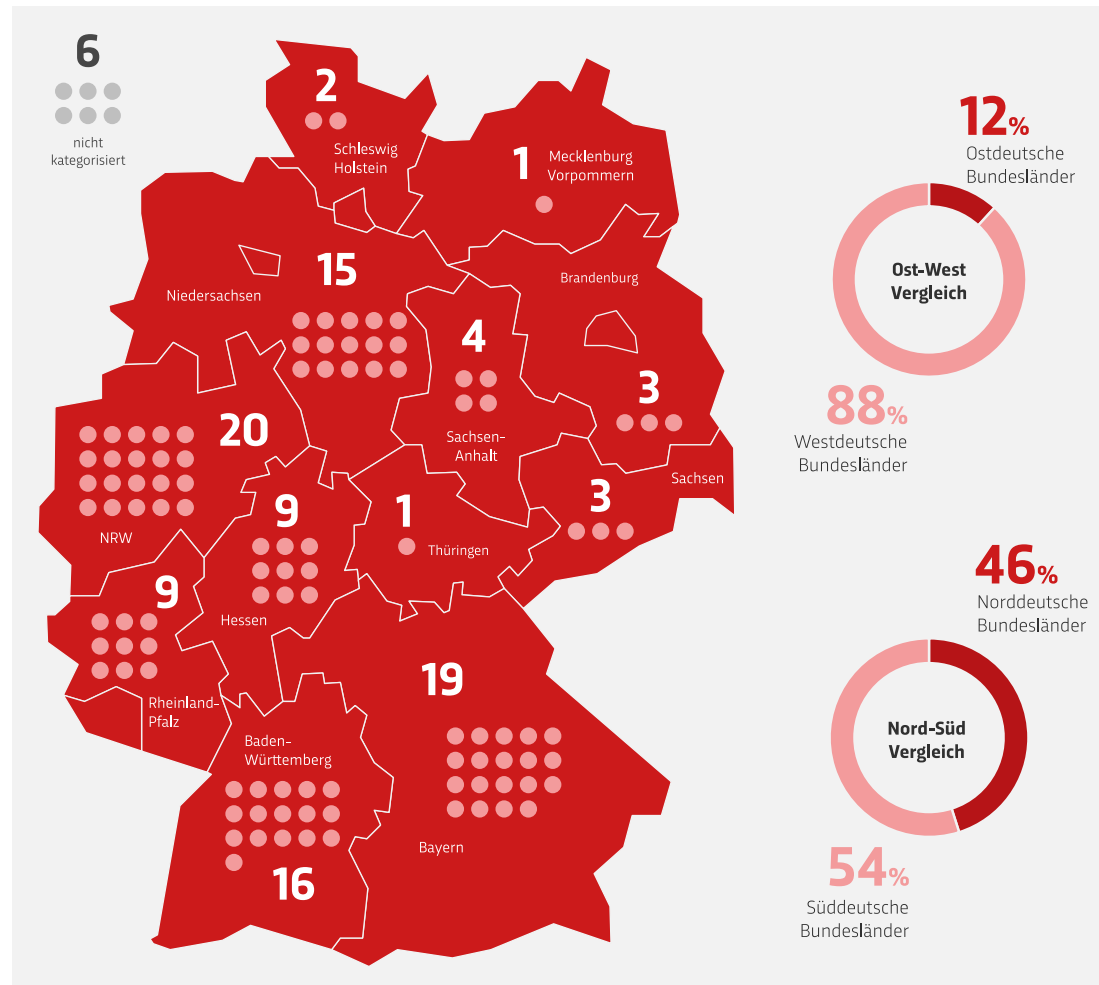 6
nicht
kategorisiert
2
Schleswig
Holstein
1
Mecklenburg
Vorpommern
15
Niedersachsen
Brandenburg
3
4
Sachsen-
Anhalt
20
NRW
9
Hessen
1
Thüringen
3
Sachsen
9
Rheinland-
Pfalz
19
Bayern
Baden-
Württemberg
16
12%
Ostdeutsche
Bundesländer
Ost-West
Vergleich
88%
Westdeutsche
Bundesländer
46%
Norddeutsche
Bundesländer
Nord-Süd
Vergleich
54%
Süddeutsche
Bundesländer